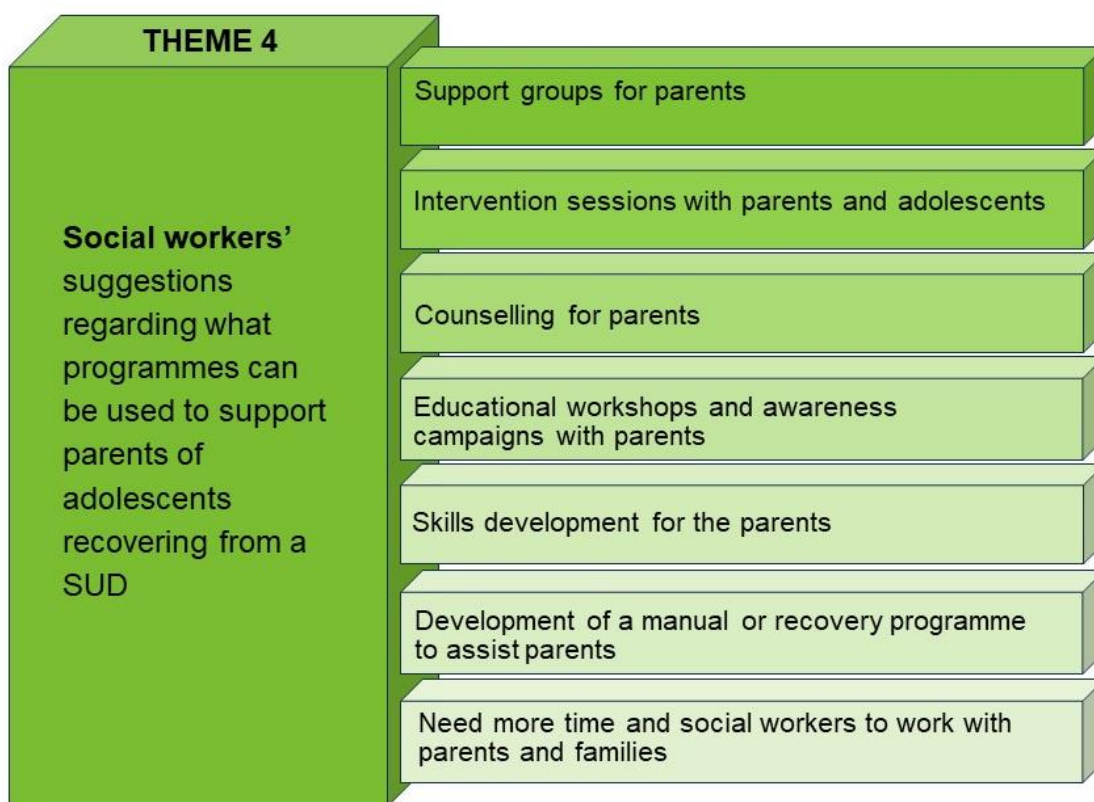 THEME 4
Social workers’
suggestions
regarding what
programmes can
be used to support
parents of
adolescents
recovering from a
SUD
Support groups for parents
Intervention sessions with parents and adolescents
Counselling for parents
Educational workshops and awareness
campaigns with parents
Skills development for the parents
Development of a manual or recovery programme
to assist parents
Need more time and social workers to work with
parents and families